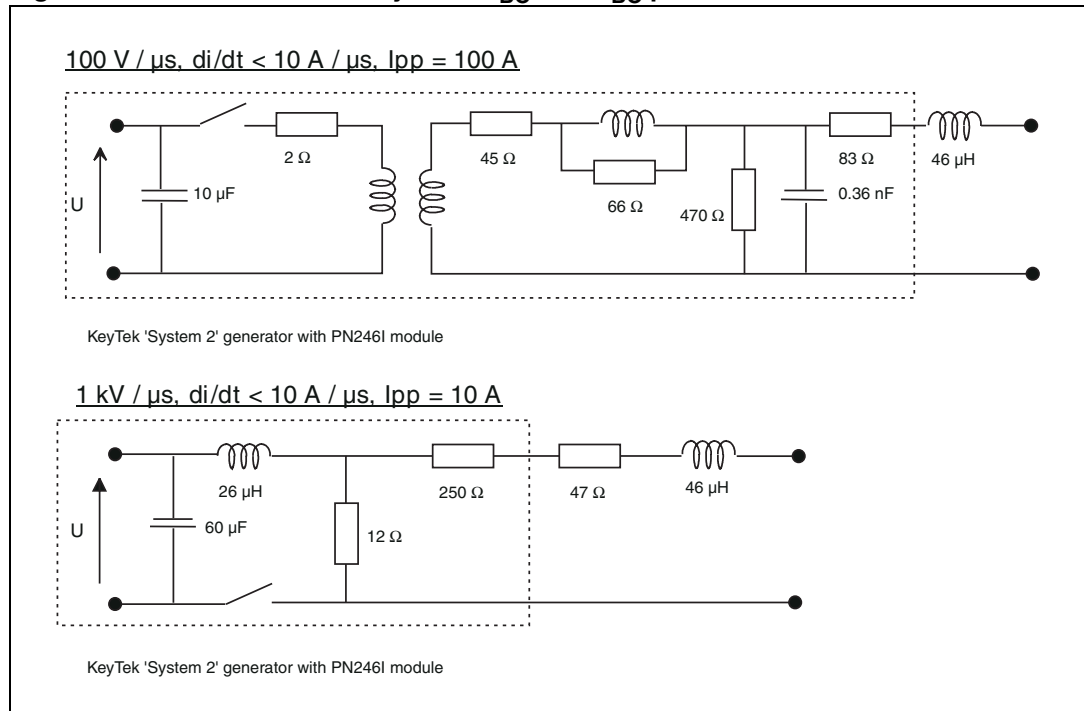 100 V / µs, di/dt < 10 A / µs, Ipp = 100 A
2 Ω
45 Ω
66 Ω
83 Ω
46 µH
U
10 µF
470 Ω
0.36 nF
KeyTek 'System 2' generator with PN246I module
1 kV / µs, di/dt < 10 A / µs, Ipp = 10 A
26 µH
250 Ω
47 Ω
46 µH
U
60 µF
12 Ω
KeyTek 'System 2' generator with PN246I module